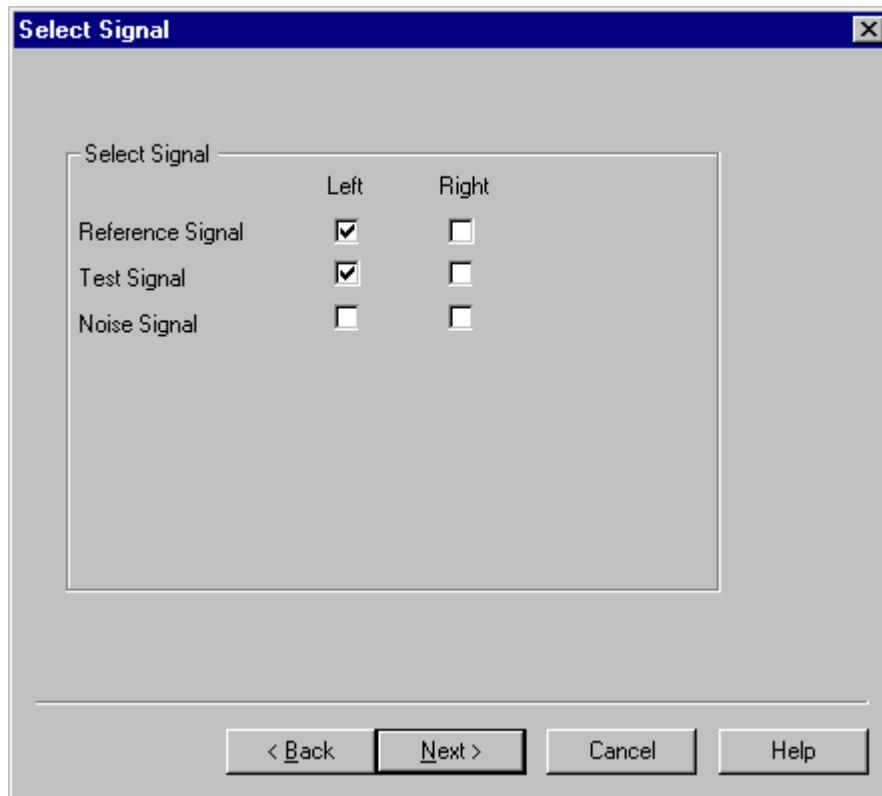 Select Signal
Select Signal
Left Right
Reference Signal
Test Signal
Noise Signal
< Back Next > Cancel Help